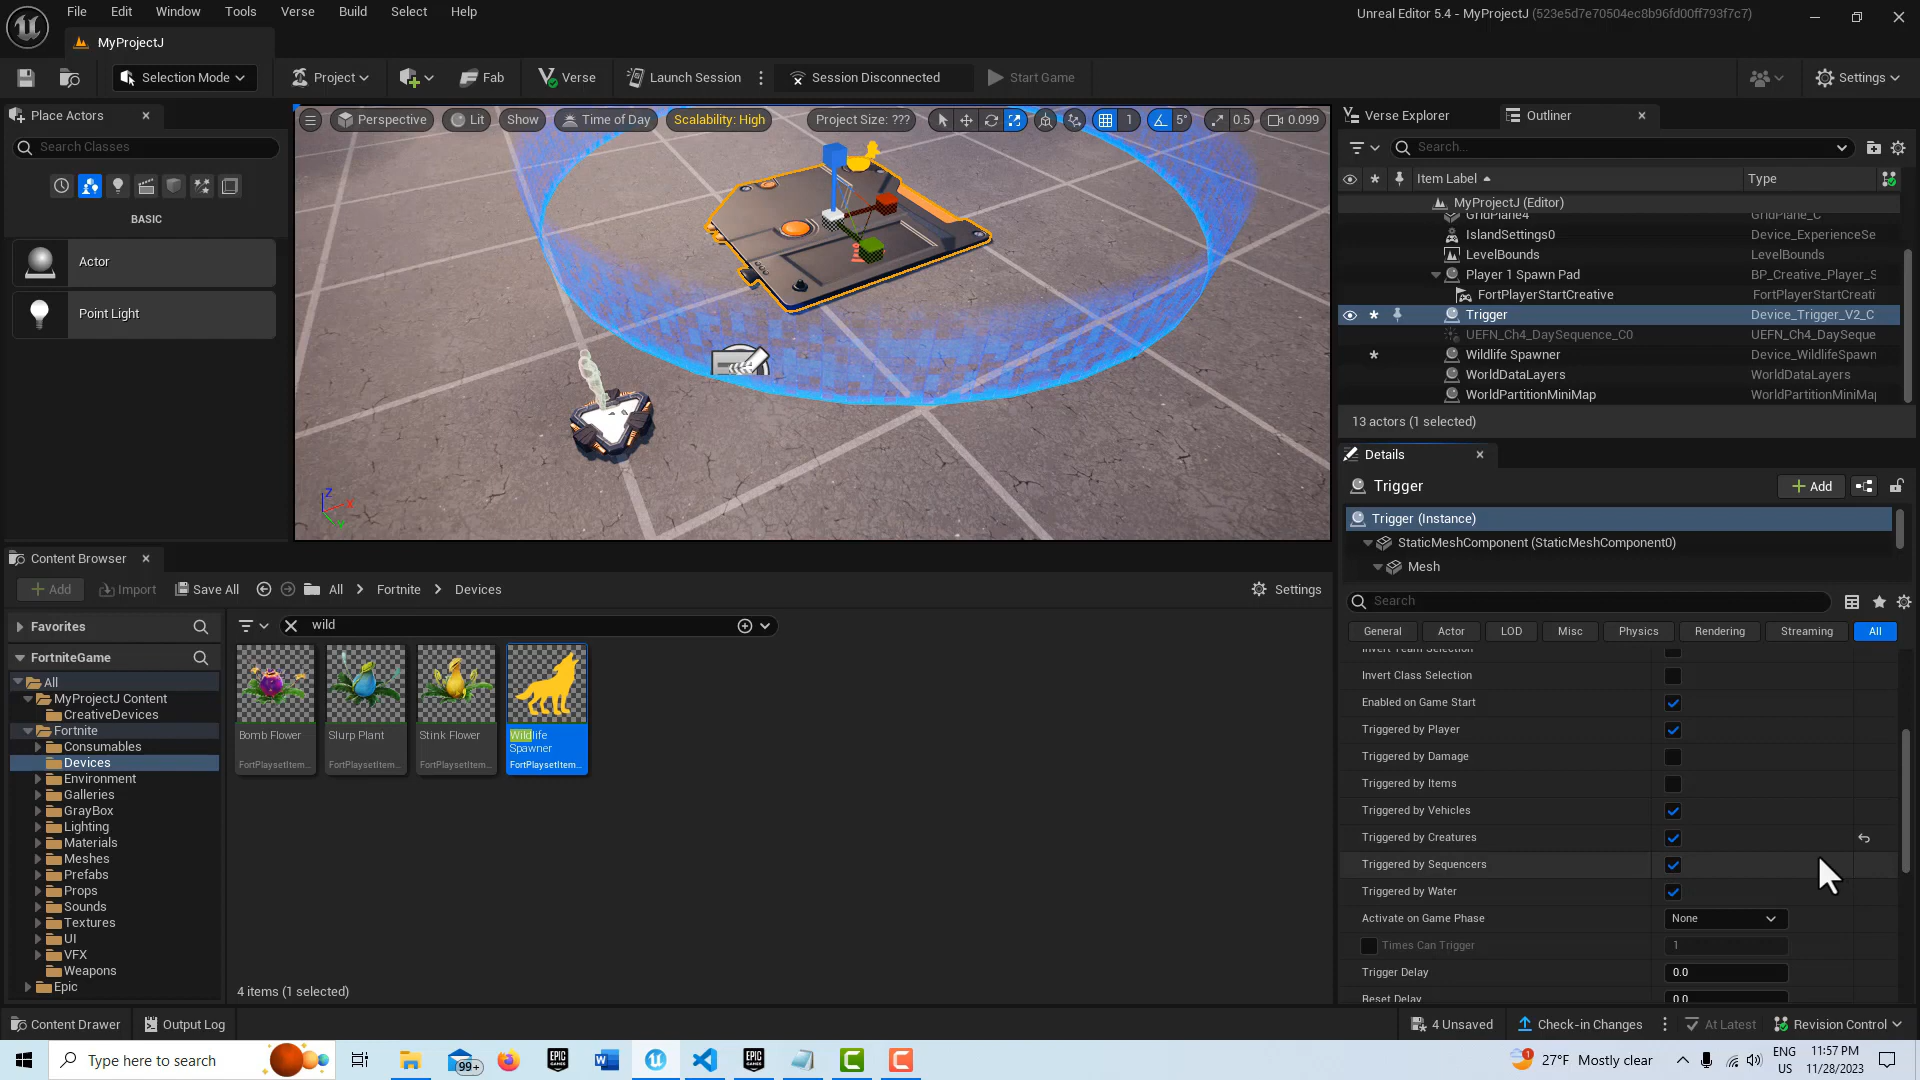 File Edit Window Tools Verse Build Select Help
Unreal Editor 5.4 - MyProjectJ (523e5d7e70504ec8b96fd00ff793f7c7)
MyProjectJ
Selection Mode
Project
Fab
Verse
Launch Session
Session Disconnected
Start Game
Settings
Place Actors
Search Classes
BASIC
Actor
Point Light
Perspective
Lit
Show
Time of Day
Scalability: High
Project Size: ???
1
5°
0.5
0.099
Z
X
Y
Verse Explorer
Outliner
Search...
Item Label
Type
MyProjectJ (Editor)
GridPlane4 GridPlane_C
IslandSettings0 Device_ExperienceSe
LevelBounds LevelBounds
Player 1 Spawn Pad BP_Creative_Player_S
FortPlayerStartCreative FortPlayerStartCreati
Trigger Device_Trigger_V2_C
UEFN_Ch4_DaySequence_C0 UEFN_Ch4_DaySeque
Wildlife Spawner Device_WildlifeSpawn
WorldDataLayers WorldDataLayers
WorldPartitionMiniMap WorldPartitionMiniMa
13 actors (1 selected)
Details
Trigger
Add
Trigger (Instance)
StaticMeshComponent (StaticMeshComponent0)
Mesh
Search
General Actor LOD Misc Physics Rendering Streaming All
Invert Team Selection
Invert Class Selection
Enabled on Game Start
Triggered by Player
Triggered by Damage
Triggered by Items
Triggered by Vehicles
Triggered by Creatures
Triggered by Sequencers
Triggered by Water
Activate on Game Phase None
Times Can Trigger 1
Trigger Delay 0.0
Reset Delay 0.0
Content Browser
Add
Import
Save All
All
Fortnite
Devices
Settings
Favorites
FortniteGame
All
MyProjectJ Content
CreativeDevices
Fortnite
Consumables
Devices
Environment
Galleries
GrayBox
Lighting
Materials
Meshes
Prefabs
Props
Sounds
Textures
UI
VFX
Weapons
Epic
wild
Bomb Flower
FortPlaysetItem...
Slurp Plant
FortPlaysetItem...
Stink Flower
FortPlaysetItem...
Wildlife
Spawner
FortPlaysetItem...
4 items (1 selected)
Content Drawer
Output Log
4 Unsaved
Check-in Changes
At Latest
Revision Control
Type here to search
99+
EPIC
GAMES
EPIC
GAMES
1
27°F Mostly clear
ENG
US
11:57 PM
11/28/2023